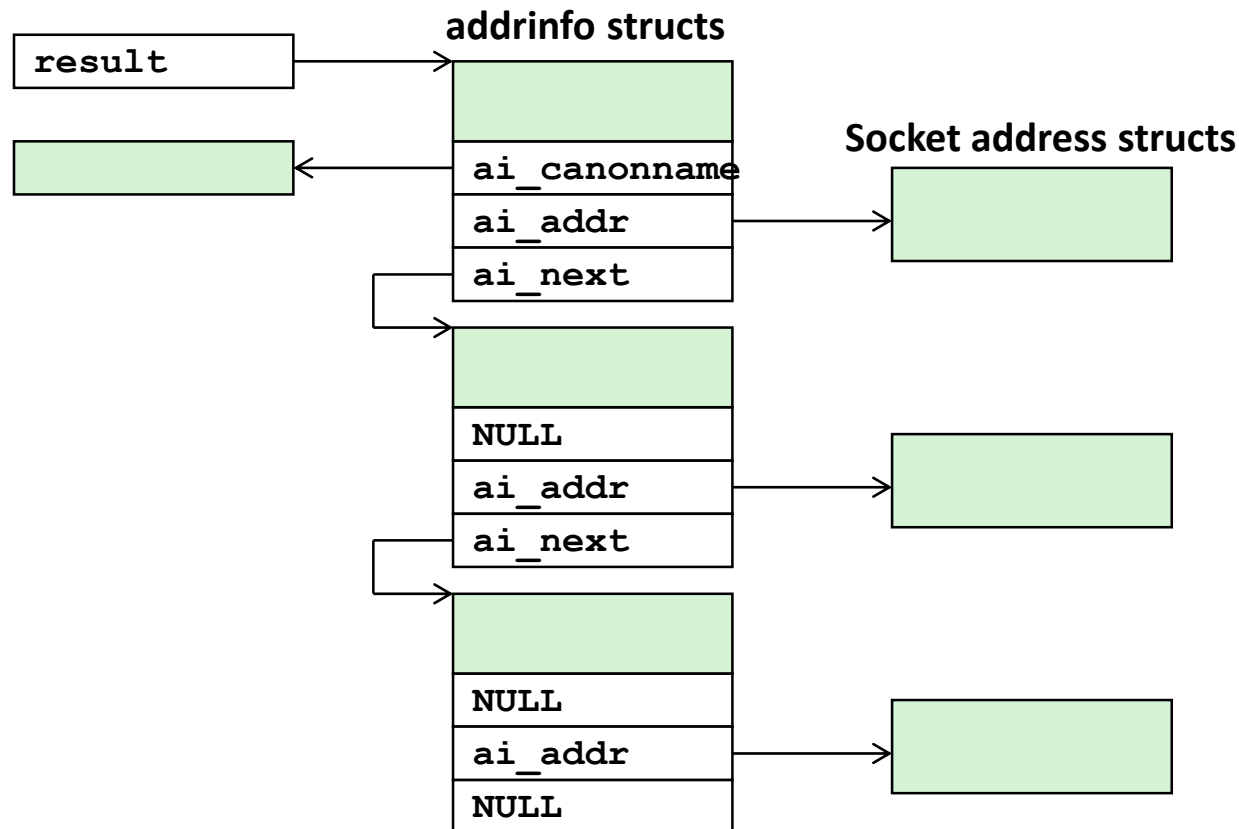 addrinfo structs
result
Socket address structs
ai_canonname
ai_addr
ai_next
NULL
ai_addr
ai_next
NULL
ai_addr
NULL